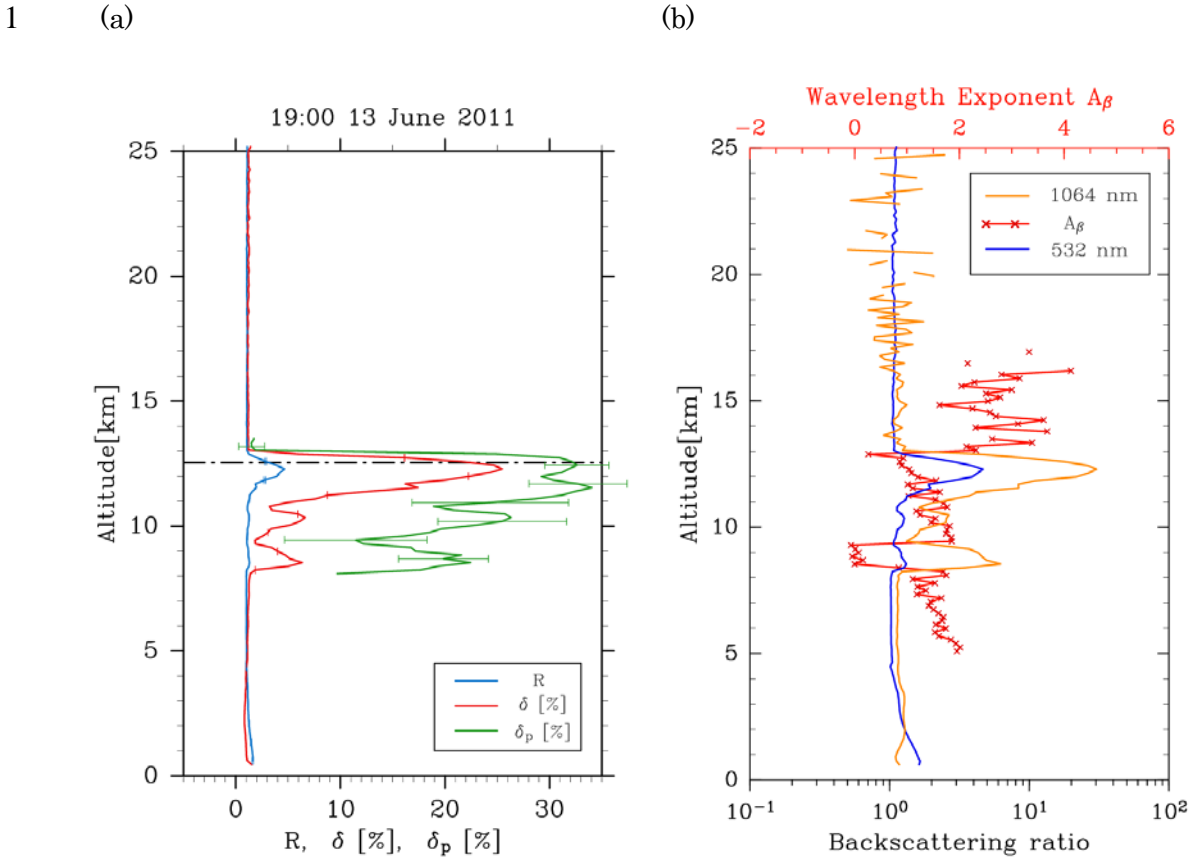 1 (a) (b)
19:00 13 June 2011
25
20
15
10
5
0
Altitude[km]
0 10 20 30
R, δ [%], δp [%]
R
δ [%]
δp [%]
Wavelength Exponent Aβ
-2 0 2 4 6
25
20
15
10
5
0
Altitude[km]
1064 nm
Aβ
532 nm
10-1 100 101 102
Backscattering ratio